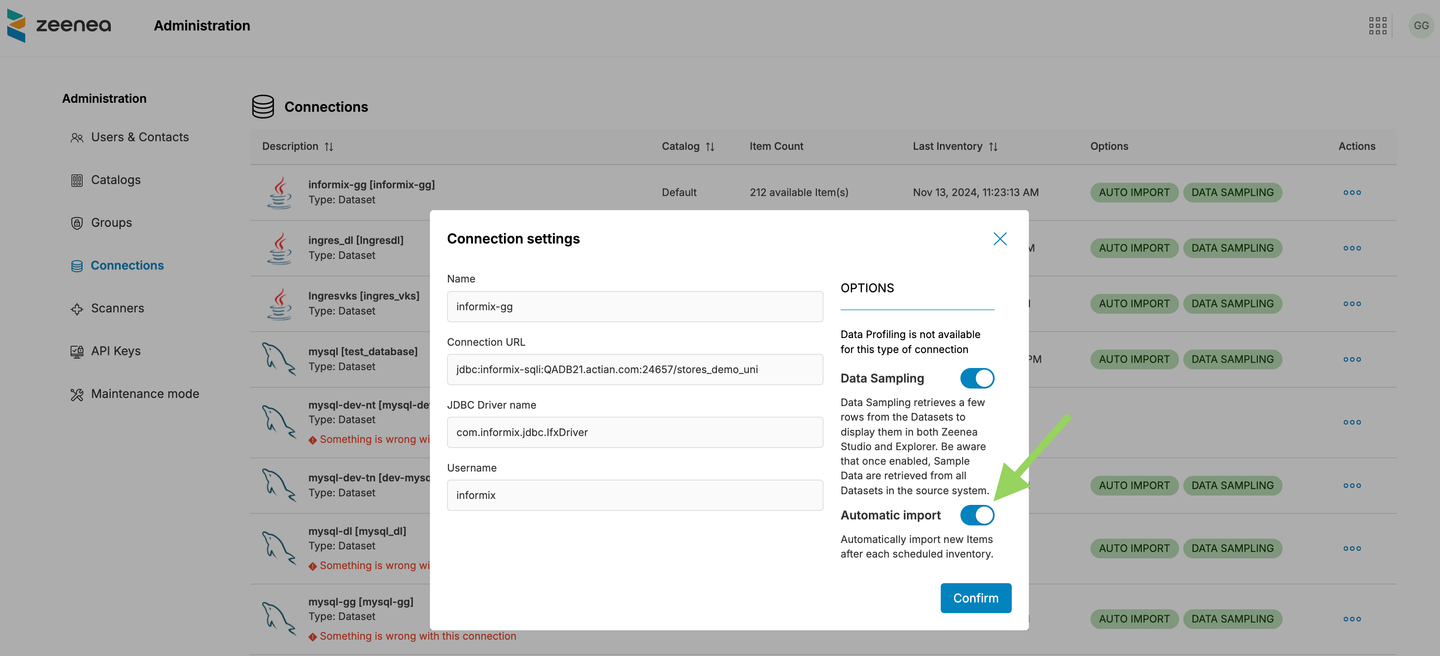 zeenea
Administration
GG
Administration
Users & Contacts
Catalogs
Groups
Connections
Scanners
API Keys
Maintenance mode
Connections
Description Catalog Item Count Last Inventory Options Actions
informix-gg [informix-gg]
Type: Dataset
Default 212 available Item(s) Nov 13, 2024, 11:23:13 AM AUTO IMPORT DATA SAMPLING
ingres_dl [Ingresdl]
Type: Dataset
AUTO IMPORT DATA SAMPLING
Ingresvks [ingres_vks]
Type: Dataset
AUTO IMPORT DATA SAMPLING
mysql [test_database]
Type: Dataset
PM AUTO IMPORT DATA SAMPLING
mysql-dev-nt [mysql-de
Type: Dataset
Something is wrong wi
mysql-dev-tn [dev-mysq
Type: Dataset
AUTO IMPORT DATA SAMPLING
mysql-dl [mysql_dl]
Type: Dataset
Something is wrong wi
AUTO IMPORT DATA SAMPLING
mysql-gg [mysql-gg]
Type: Dataset
Something is wrong with this connection
AUTO IMPORT DATA SAMPLING
Connection settings
Name
informix-gg
Connection URL
jdbc:informix-sqli:QADB21.actian.com:24657/stores_demo_uni
JDBC Driver name
com.informix.jdbc.IfxDriver
Username
informix
OPTIONS
Data Profiling is not available
for this type of connection
Data Sampling
Data Sampling retrieves a few
rows from the Datasets to
display them in both Zeenea
Studio and Explorer. Be aware
that once enabled, Sample
Data are retrieved from all
Datasets in the source system.
Automatic import
Automatically import new Items
after each scheduled inventory.
Confirm